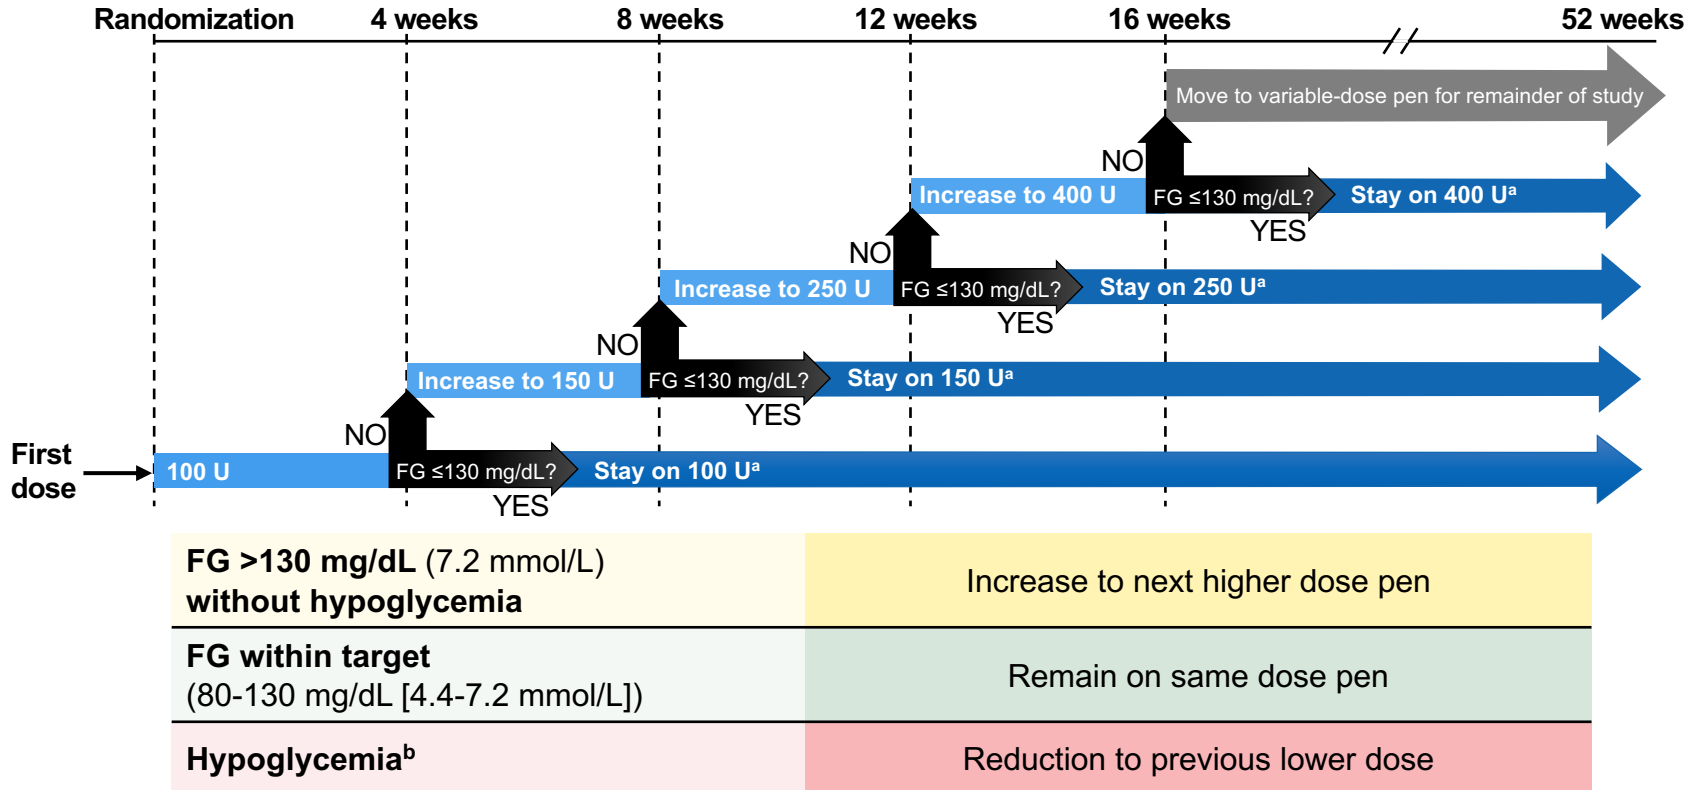 Randomization 4 weeks 8 weeks 12 weeks 16 weeks 52 weeks
Move to variable-dose pen for remainder of study
NO
Increase to 400 U
FG ≤130 mg/dL?
Stay on 400 Uª
YES
NO
Increase to 250 U
FG ≤130 mg/dL?
Stay on 250 Uª
YES
NO
Increase to 150 U
FG ≤130 mg/dL?
Stay on 150 Uª
YES
NO
First
dose
100 U
FG ≤130 mg/dL?
Stay on 100 Uª
YES
FG >130 mg/dL (7.2 mmol/L)
without hypoglycemia
Increase to next higher dose pen
FG within target
(80-130 mg/dL [4.4-7.2 mmol/L])
Remain on same dose pen
Hypoglycemiaᵇ
Reduction to previous lower dose